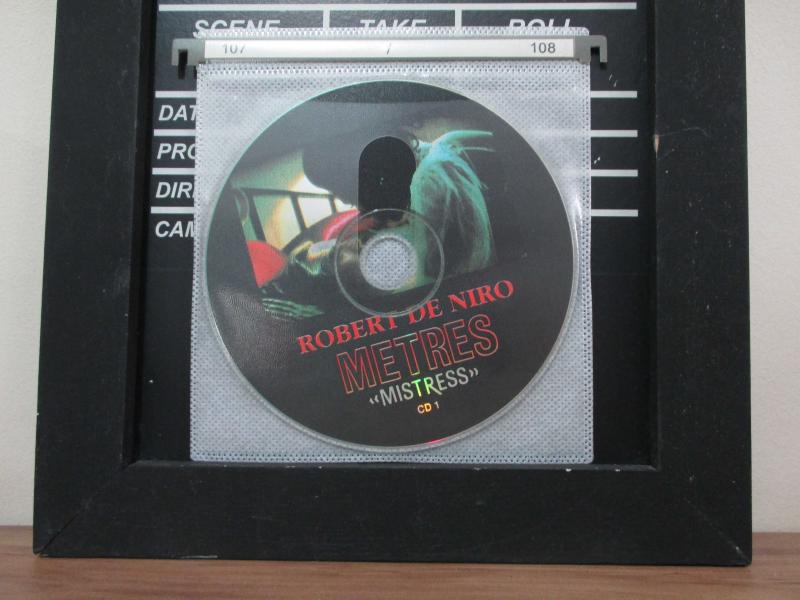 SCENE TAKE ROLL
107 / 108
DAT
PRO
DIR
CAM
ROBERT DE NIRO
METRES
«MISTRESS»
CD 1